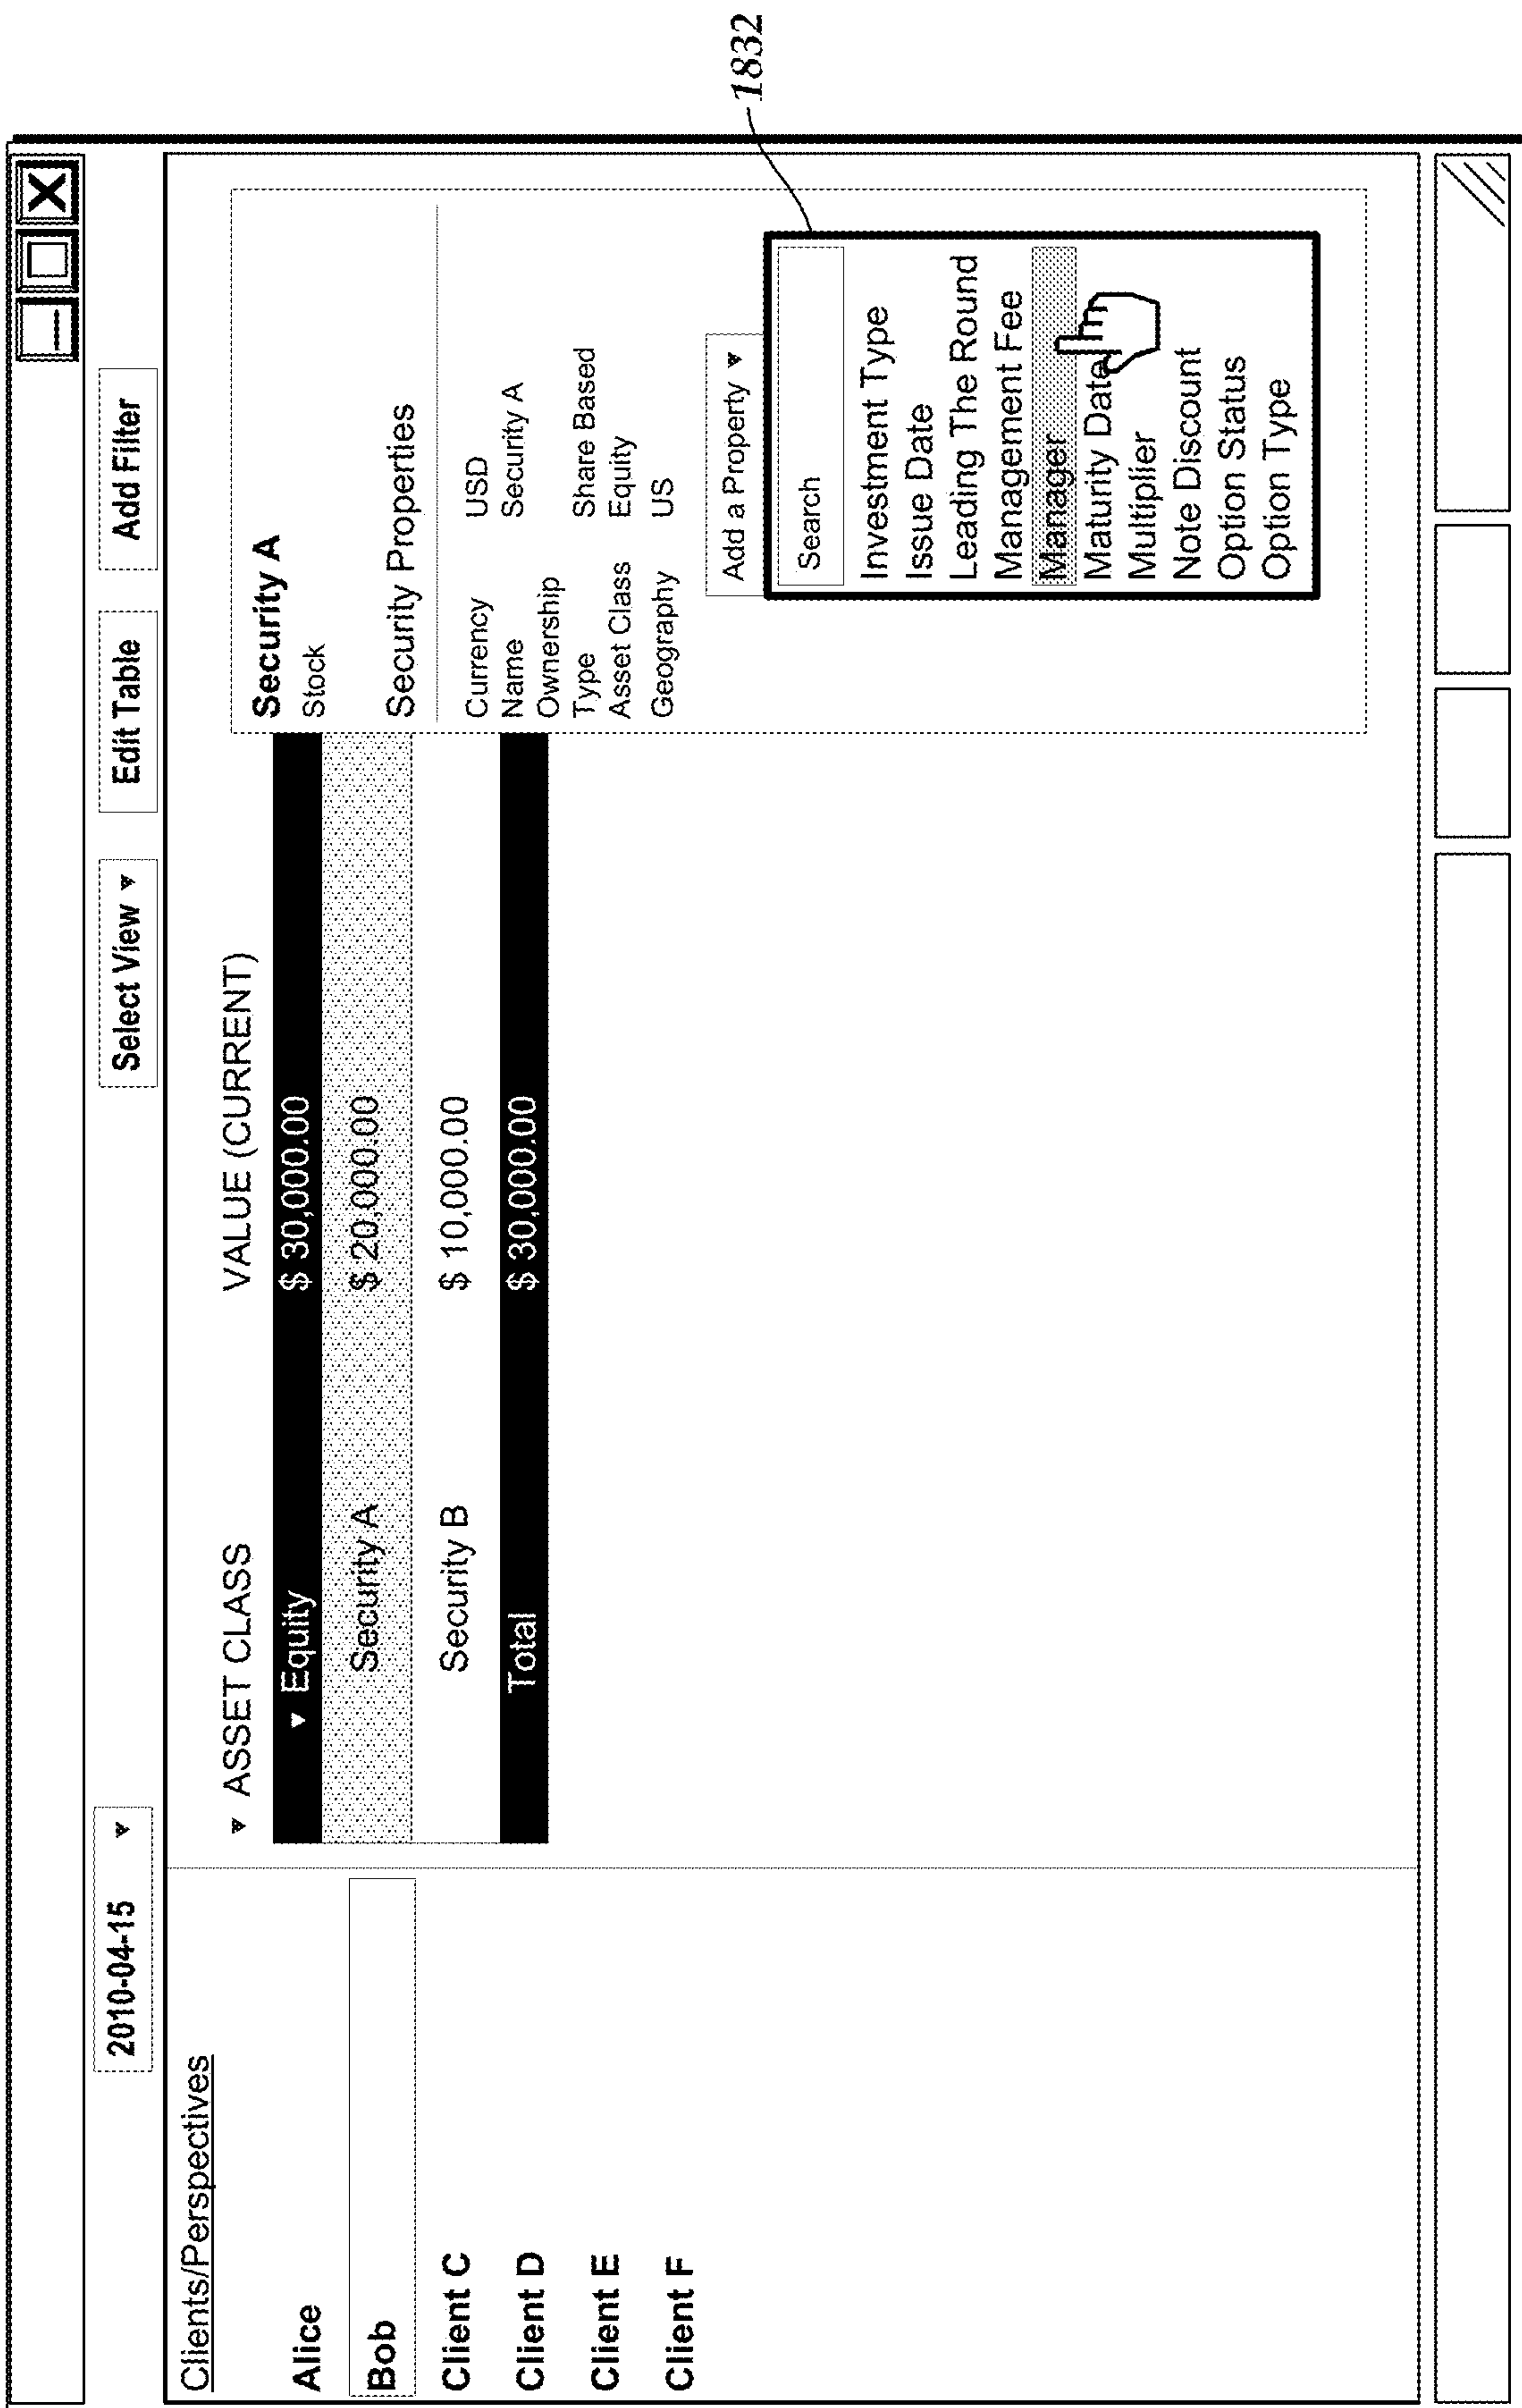 2010-04-15 Select View Edit Table Add Filter
Clients/Perspectives
Alice
Bob
Client C
Client D
Client E
Client F
ASSET CLASS VALUE (CURRENT)
Equity $ 30,000.00
Security A $ 20,000.00
Security B $ 10,000.00
Total $ 30,000.00
Security A
Stock
Security Properties
Currency USD
Name Security A
Ownership
Type Share Based
Asset Class Equity
Geography US
Add a Property
Search
Investment Type
Issue Date
Leading The Round
Management Fee
Manager
Maturity Date
Multiplier
Note Discount
Option Status
Option Type
1832